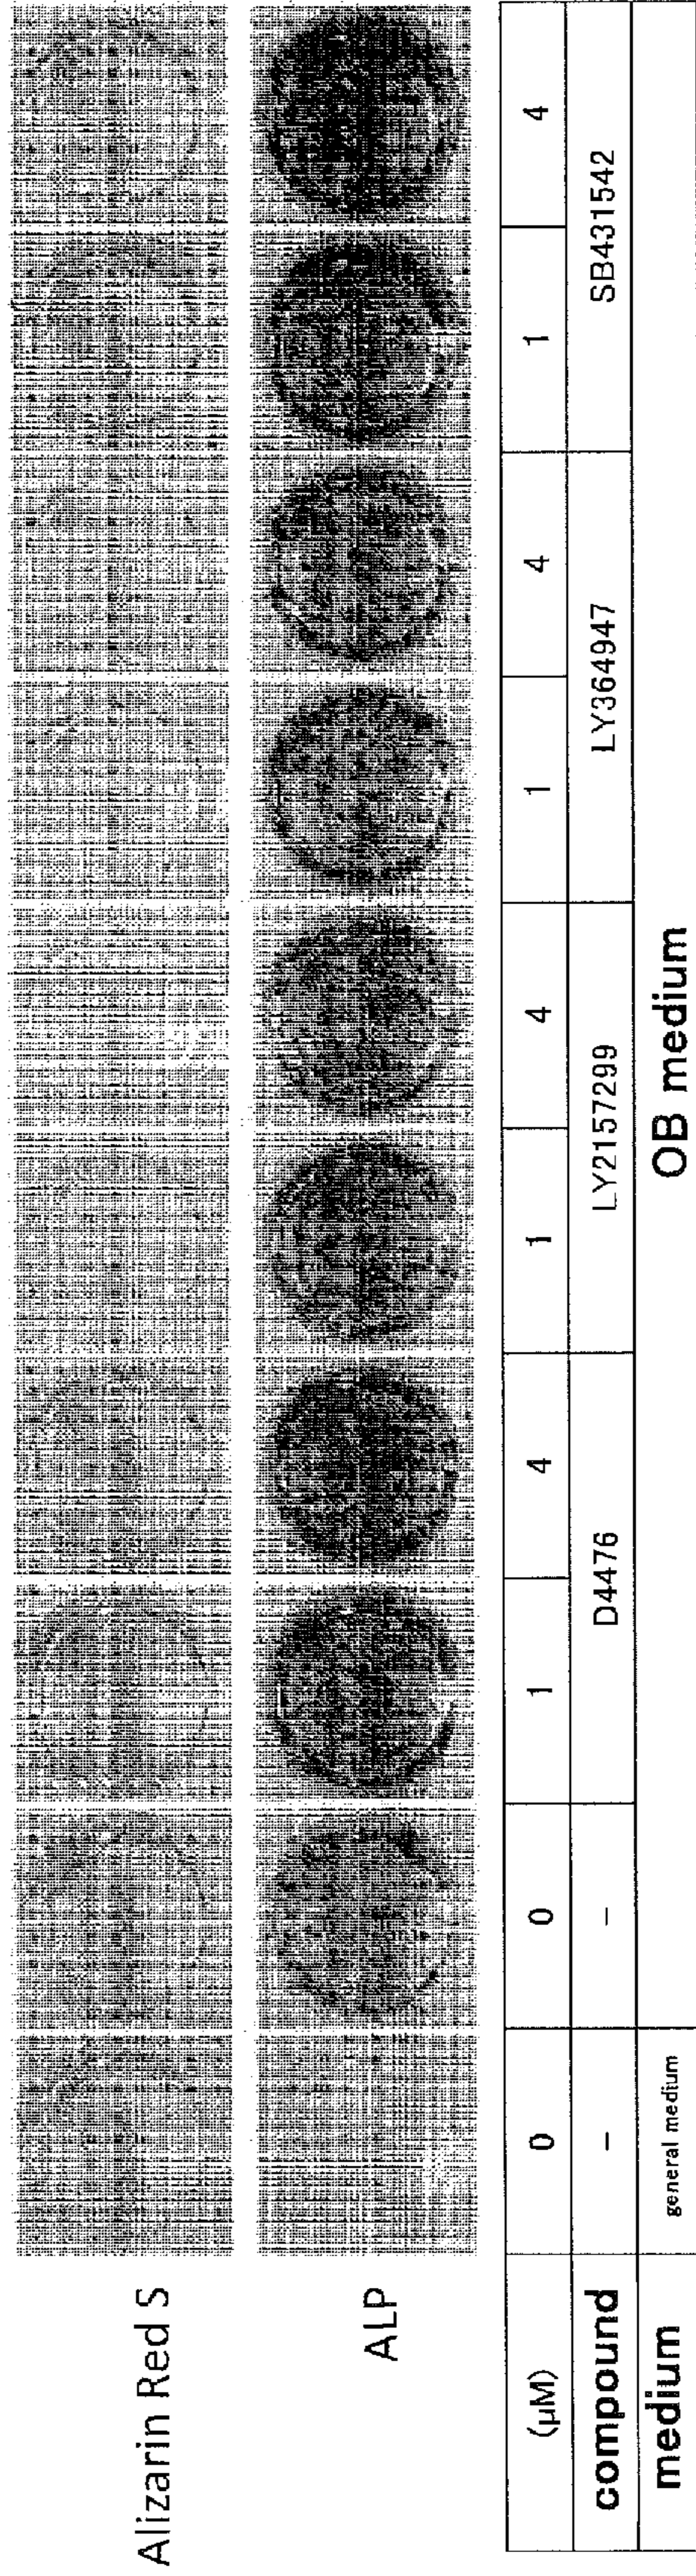 Alizarin Red S
ALP
(μM) 0 0 1 4 1 4 1 4 1 4
compound − − D4476 LY2157299 LY364947 SB431542
medium general medium OB medium